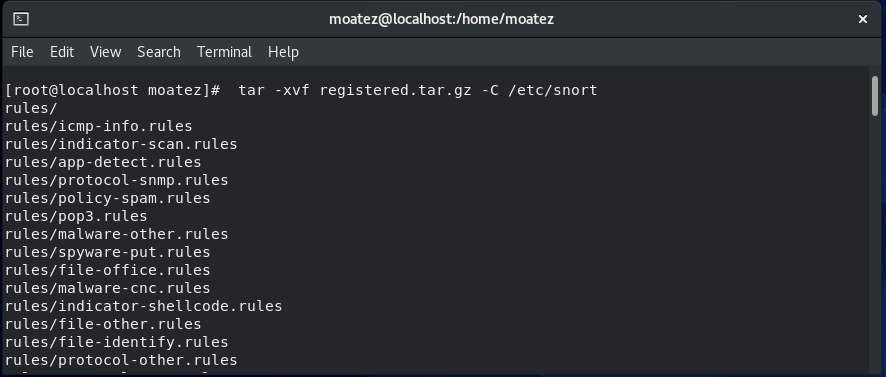 moatez@localhost:/home/moatez
File Edit View Search Terminal Help
[root@localhost moatez]#  tar -xvf registered.tar.gz -C /etc/snort
rules/
rules/icmp-info.rules
rules/indicator-scan.rules
rules/app-detect.rules
rules/protocol-snmp.rules
rules/policy-spam.rules
rules/pop3.rules
rules/malware-other.rules
rules/spyware-put.rules
rules/file-office.rules
rules/malware-cnc.rules
rules/indicator-shellcode.rules
rules/file-other.rules
rules/file-identify.rules
rules/protocol-other.rules